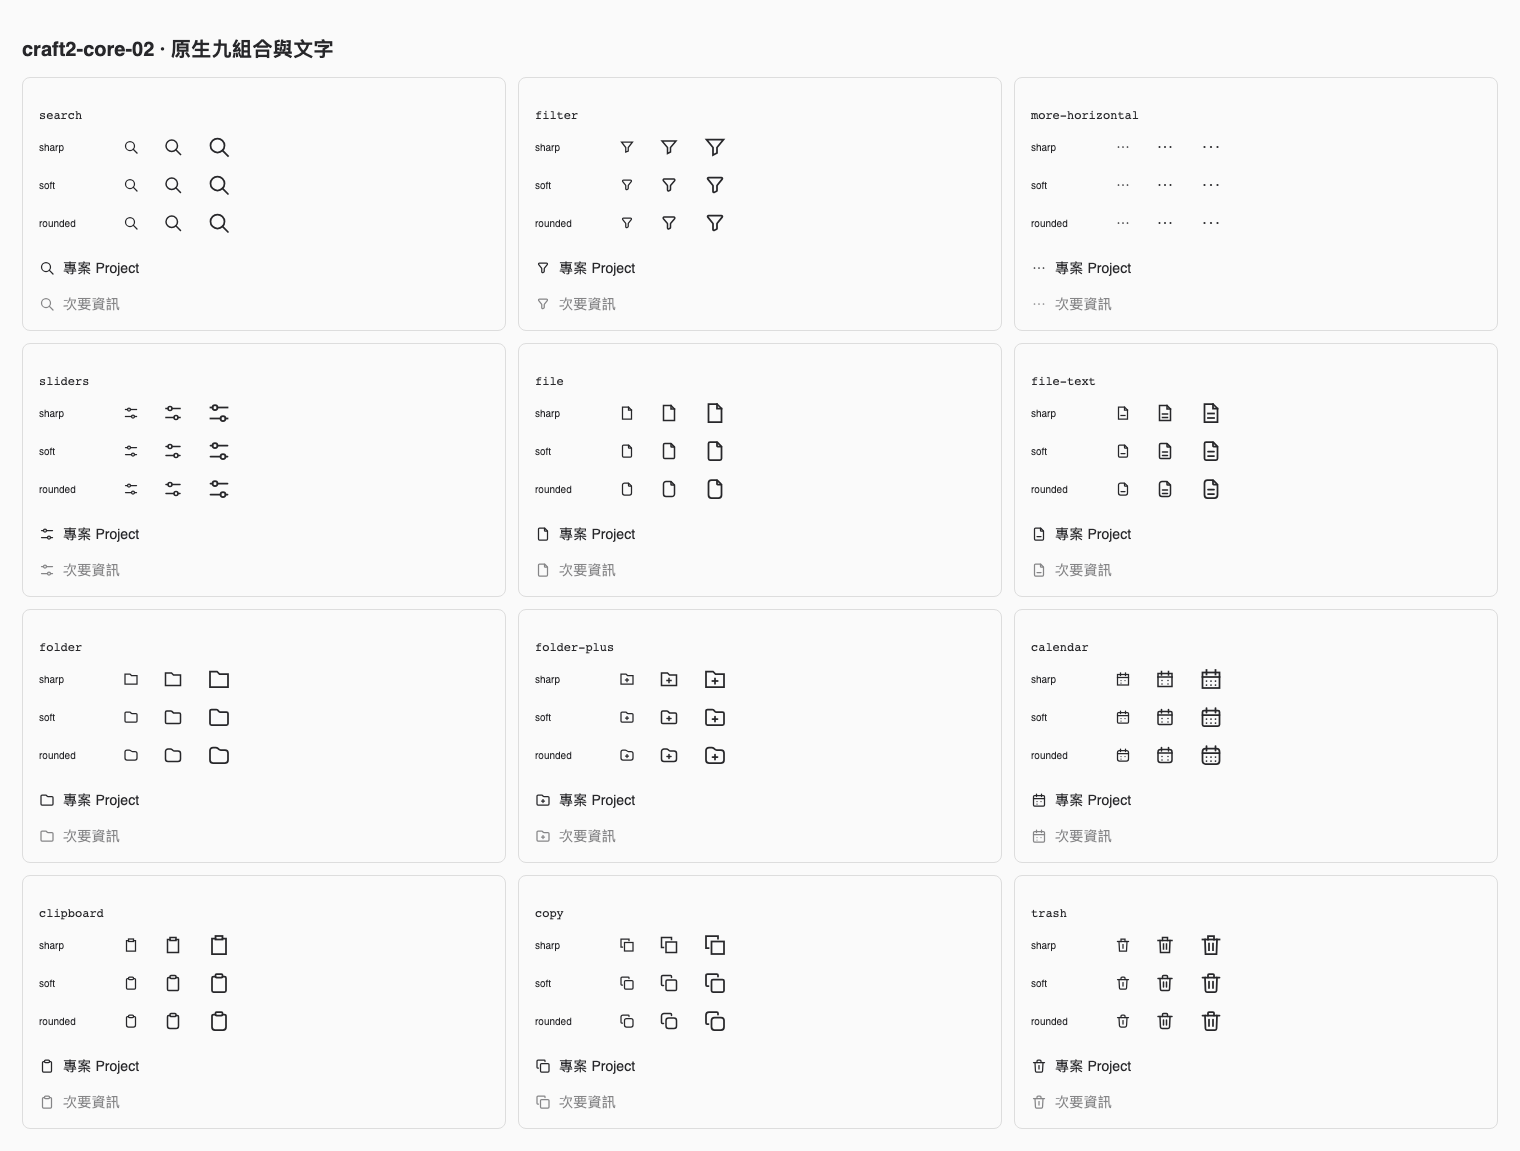 craft2-core-02 · 原生九組合與文字
search
sharp
soft
rounded
專案 Project
次要資訊
filter
sharp
soft
rounded
專案 Project
次要資訊
more-horizontal
sharp
soft
rounded
專案 Project
次要資訊
sliders
sharp
soft
rounded
專案 Project
次要資訊
file
sharp
soft
rounded
專案 Project
次要資訊
file-text
sharp
soft
rounded
專案 Project
次要資訊
folder
sharp
soft
rounded
專案 Project
次要資訊
folder-plus
sharp
soft
rounded
專案 Project
次要資訊
calendar
sharp
soft
rounded
專案 Project
次要資訊
clipboard
sharp
soft
rounded
專案 Project
次要資訊
copy
sharp
soft
rounded
專案 Project
次要資訊
trash
sharp
soft
rounded
專案 Project
次要資訊